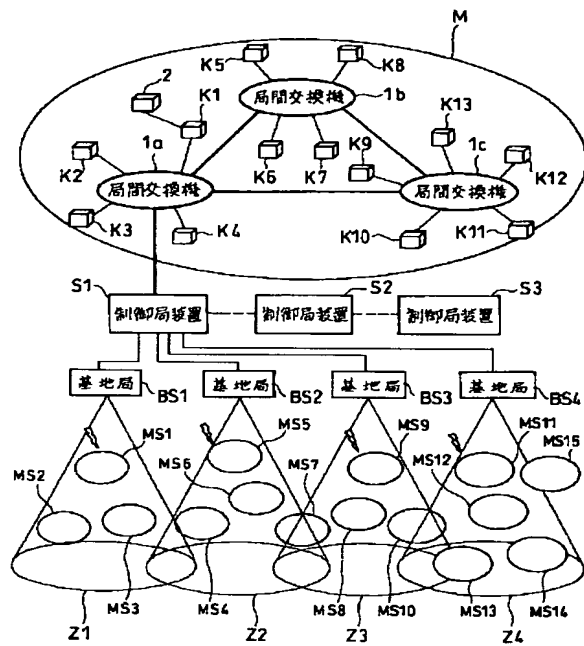 M
K5
K8
2
K1
局間交換機
1b
K13
1a
K9
1c
K2
K6
K7
K12
局間交換機
局間交換機
K3
K4
K10
K11
S1
S2
S3
制御局装置
制御局装置
制御局装置
基地局
基地局
基地局
基地局
BS1
BS2
BS3
BS4
MS1
MS5
MS9
MS11
MS15
MS2
MS6
MS7
MS12
MS3
MS4
MS8
MS10
MS13
MS14
Z1
Z2
Z3
Z4